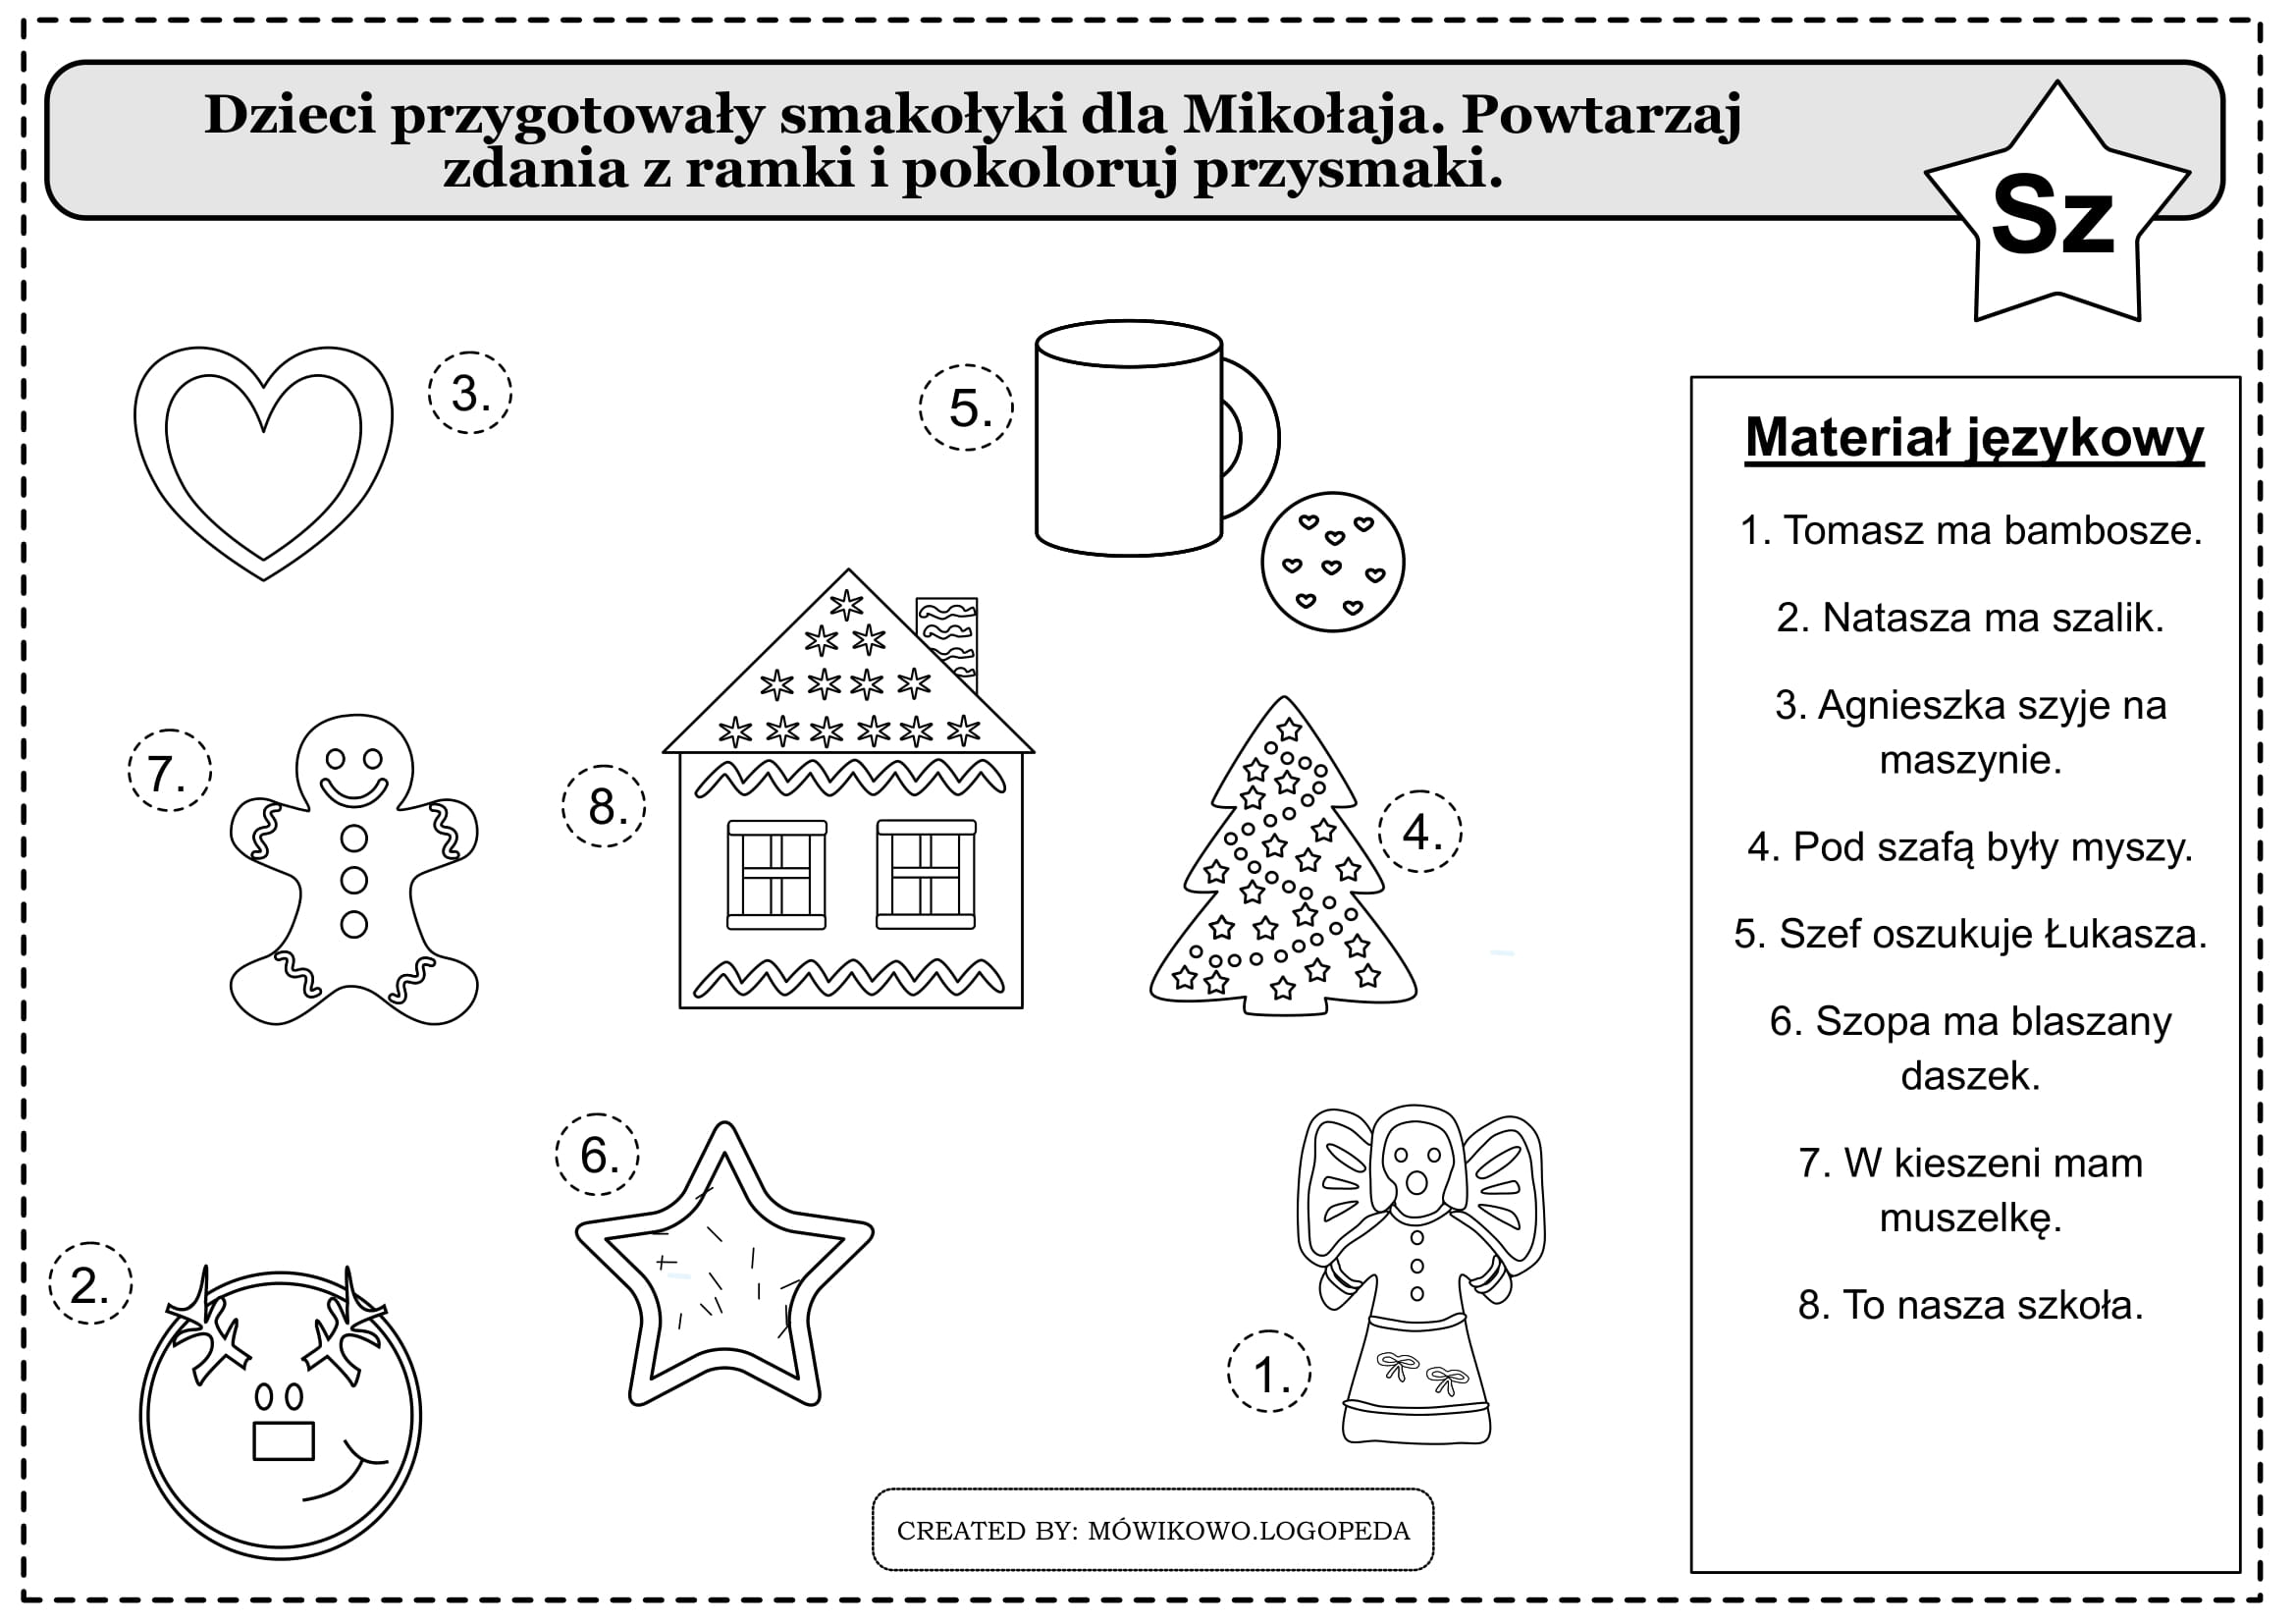 Dzieci przygotowały smakołyki dla Mikołaja. Powtarzaj
zdania z ramki i pokoloruj przysmaki.
Sz
3.
5.
7.
8.
4.
6.
2.
1.
Materiał językowy
1. Tomasz ma bambosze.
2. Natasza ma szalik.
3. Agnieszka szyje na
maszynie.
4. Pod szafą były myszy.
5. Szef oszukuje Łukasza.
6. Szopa ma blaszany
daszek.
7. W kieszeni mam
muszelkę.
8. To nasza szkoła.
CREATED BY: MÓWIKOWO.LOGOPEDA